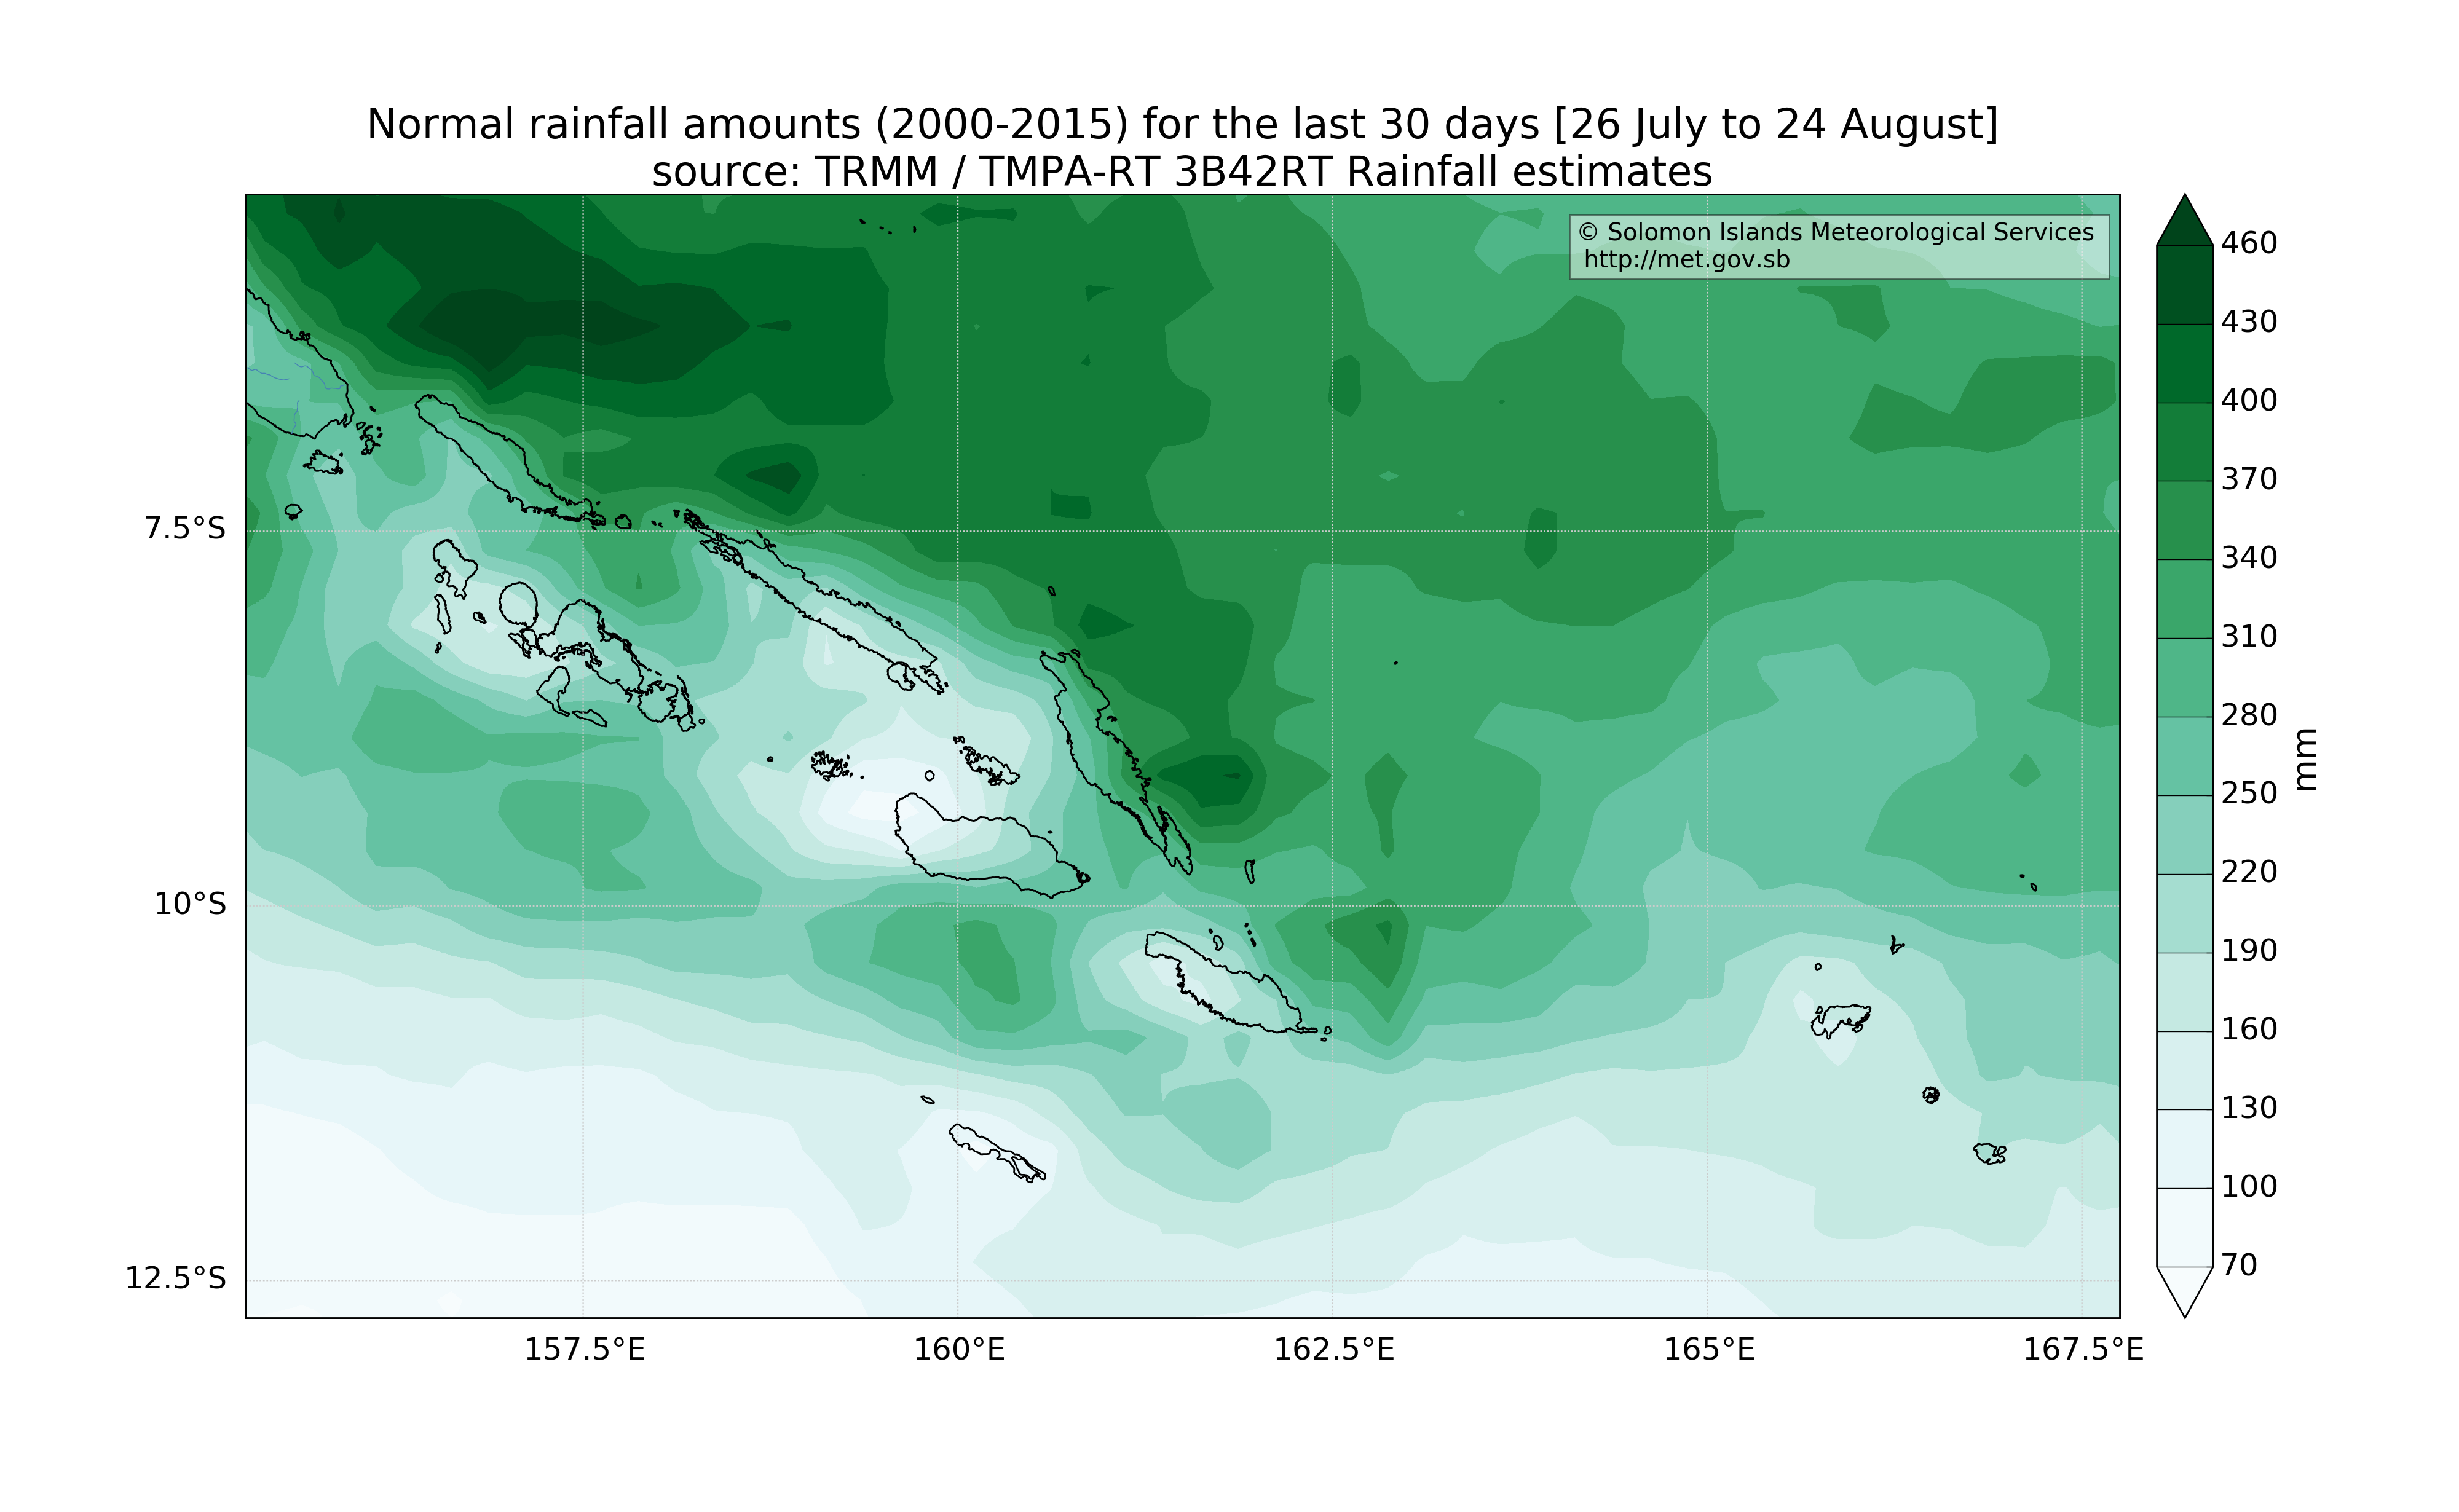 Normal rainfall amounts (2000-2015) for the last 30 days [26 July to 24 August]
source: TRMM / TMPA-RT 3B42RT Rainfall estimates
© Solomon Islands Meteorological Services
http://met.gov.sb
7.5°S
10°S
12.5°S
157.5°E
160°E
162.5°E
165°E
167.5°E
460
430
400
370
340
310
280
250
220
190
160
130
100
70
mm